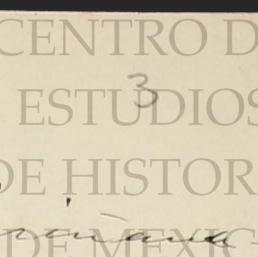 CENTRO D
3
ESTUDIOS
DE HISTOR
DE MEXIC